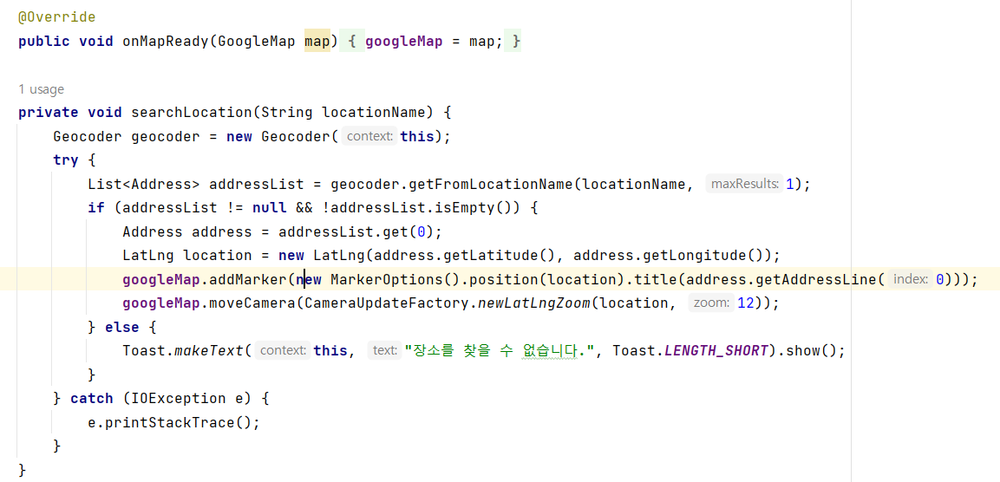 @Override
public void onMapReady(GoogleMap map) { googleMap = map; }
1 usage
private void searchLocation(String locationName) {
Geocoder geocoder = new Geocoder( context: this);
try {
List<Address> addressList = geocoder.getFromLocationName(locationName, maxResults: 1);
if (addressList != null && !addressList.isEmpty()) {
Address address = addressList.get(0);
LatLng location = new LatLng(address.getLatitude(), address.getLongitude());
googleMap.addMarker(new MarkerOptions().position(location).title(address.getAddressLine( index: 0)));
googleMap.moveCamera(CameraUpdateFactory.newLatLngZoom(location, zoom: 12));
} else {
Toast.makeText( context: this, text: "장소를 찾을 수 없습니다.", Toast.LENGTH_SHORT).show();
}
} catch (IOException e) {
e.printStackTrace();
}
}